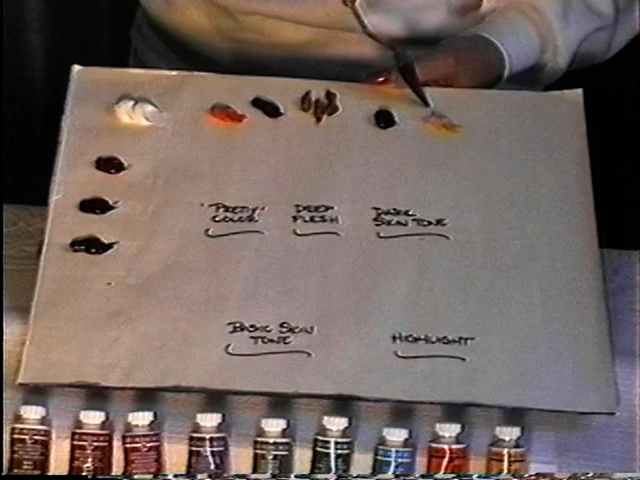 "PRETTY" COLOR
DEEP FLESH
DARK SKIN TONE
BASIC SKIN TONE
HIGHLIGHT